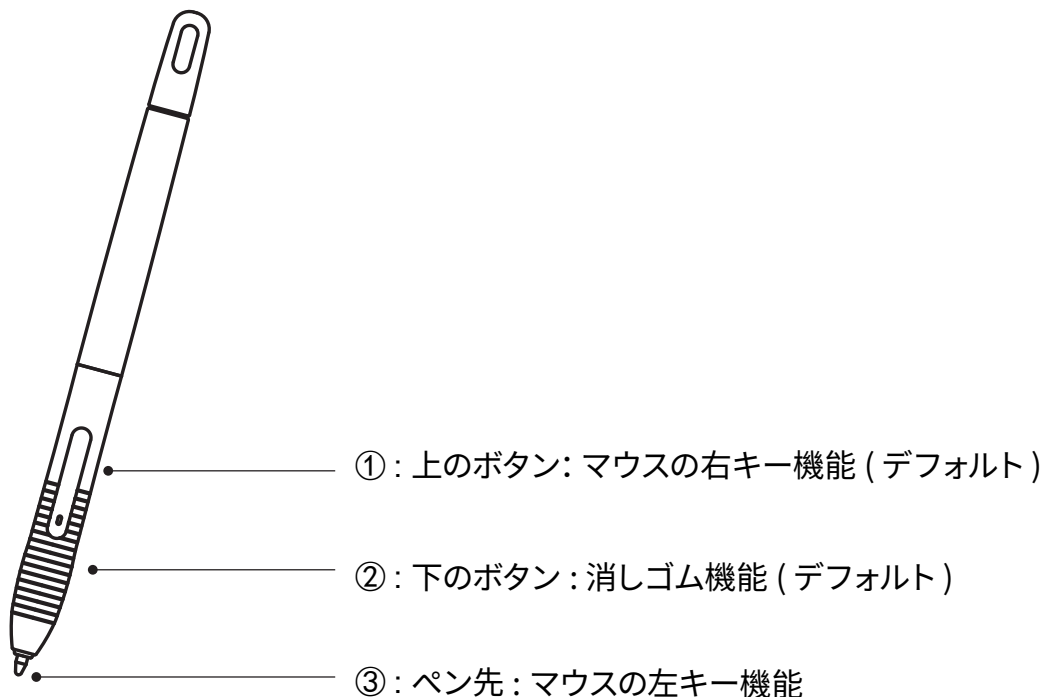 ① : 上のボタン: マウスの右キー機能 ( デフォルト )
② : 下のボタン : 消しゴム機能 ( デフォルト )
③ : ペン先 : マウスの左キー機能